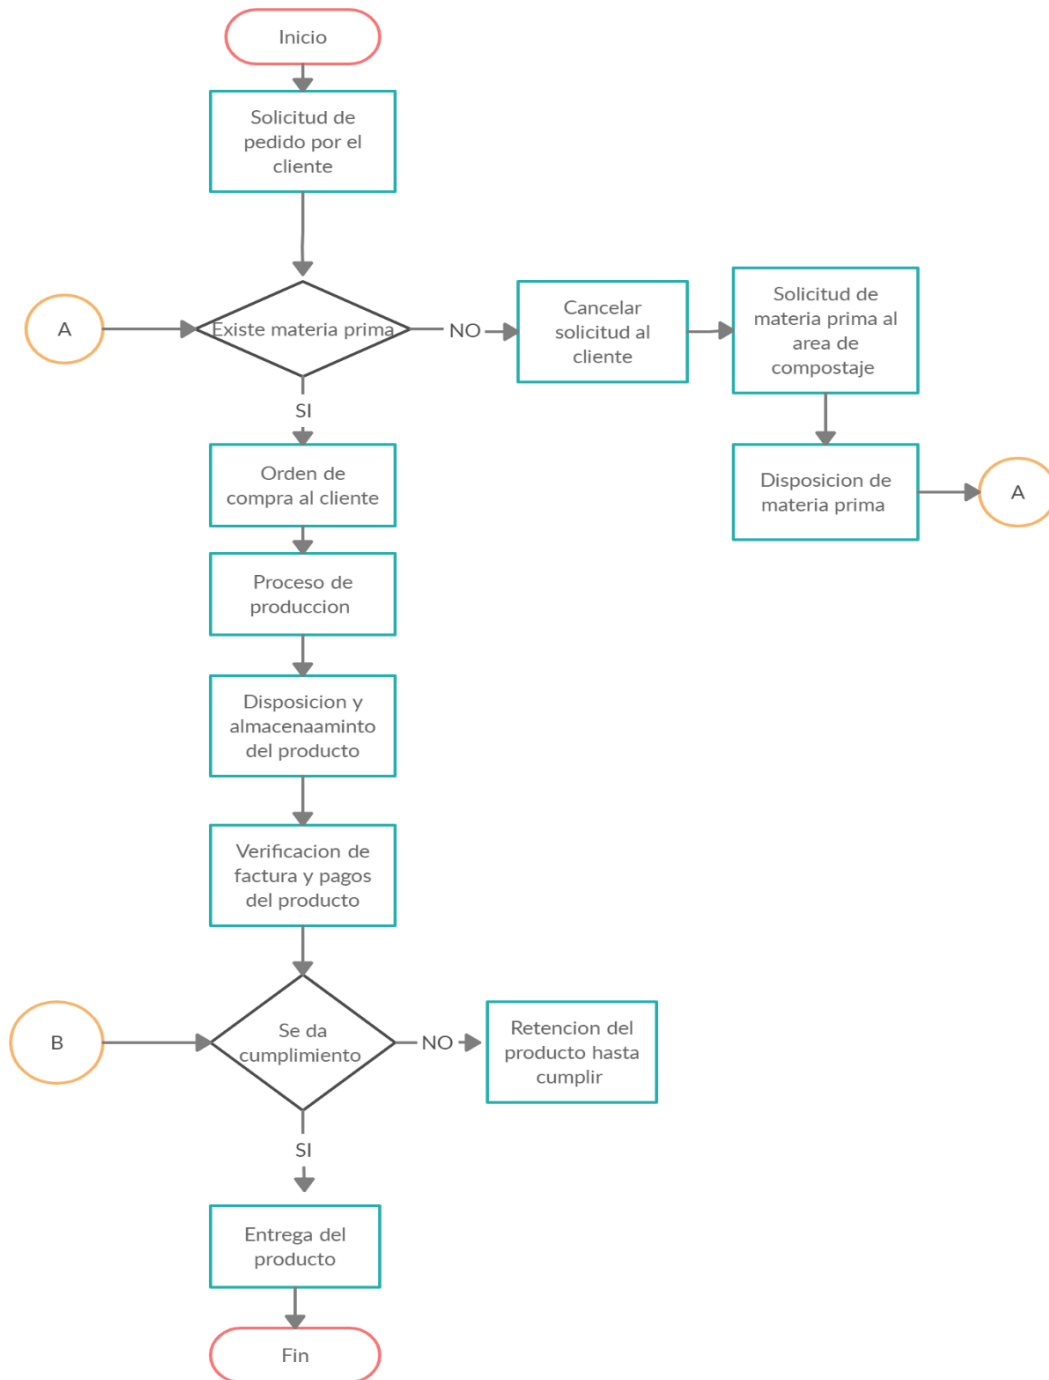 Inicio
Solicitud de
pedido por el
cliente
A
Existe materia prima
NO
Cancelar
solicitud al
cliente
Solicitud de
materia prima al
area de
compostaje
SI
Orden de
compra al cliente
Disposicion de
materia prima
A
Proceso de
produccion
Disposicion y
almacenaaminto
del producto
Verificacion de
factura y pagos
del producto
B
Se da
cumplimiento
NO
Retencion del
producto hasta
cumplir
SI
Entrega del
producto
Fin